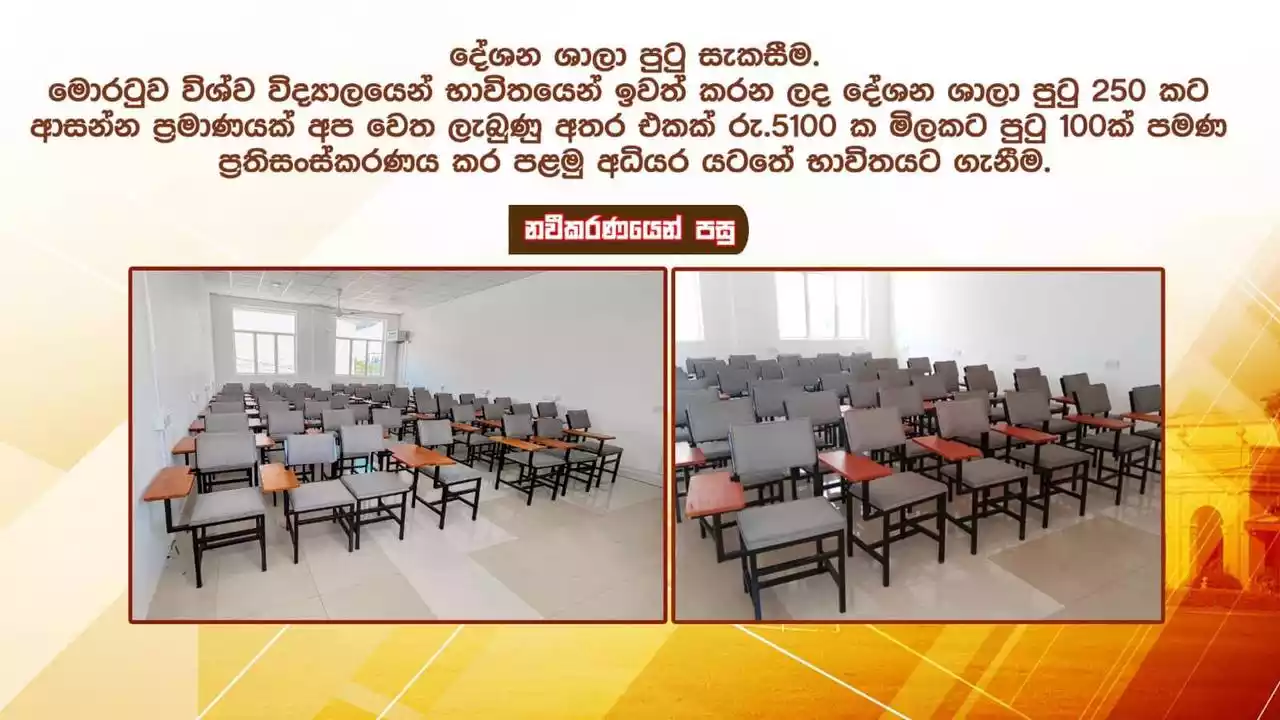 දේශන ශාලා පුටු සැකසීම.
මොරටුව විශ්ව විද්‍යාලයෙන් භාවිතයෙන් ඉවත් කරන ලද දේශන ශාලා පුටු 250 කට
ආසන්න ප්‍රමාණයක් අප වෙත ලැබුණු අතර එකක් රු.5100 ක මිලකට පුටු 100ක් පමණ
ප්‍රතිසංස්කරණය කර පළමු අධියර යටතේ භාවිතයට ගැනීම.
නවීකරණයෙන් පසු